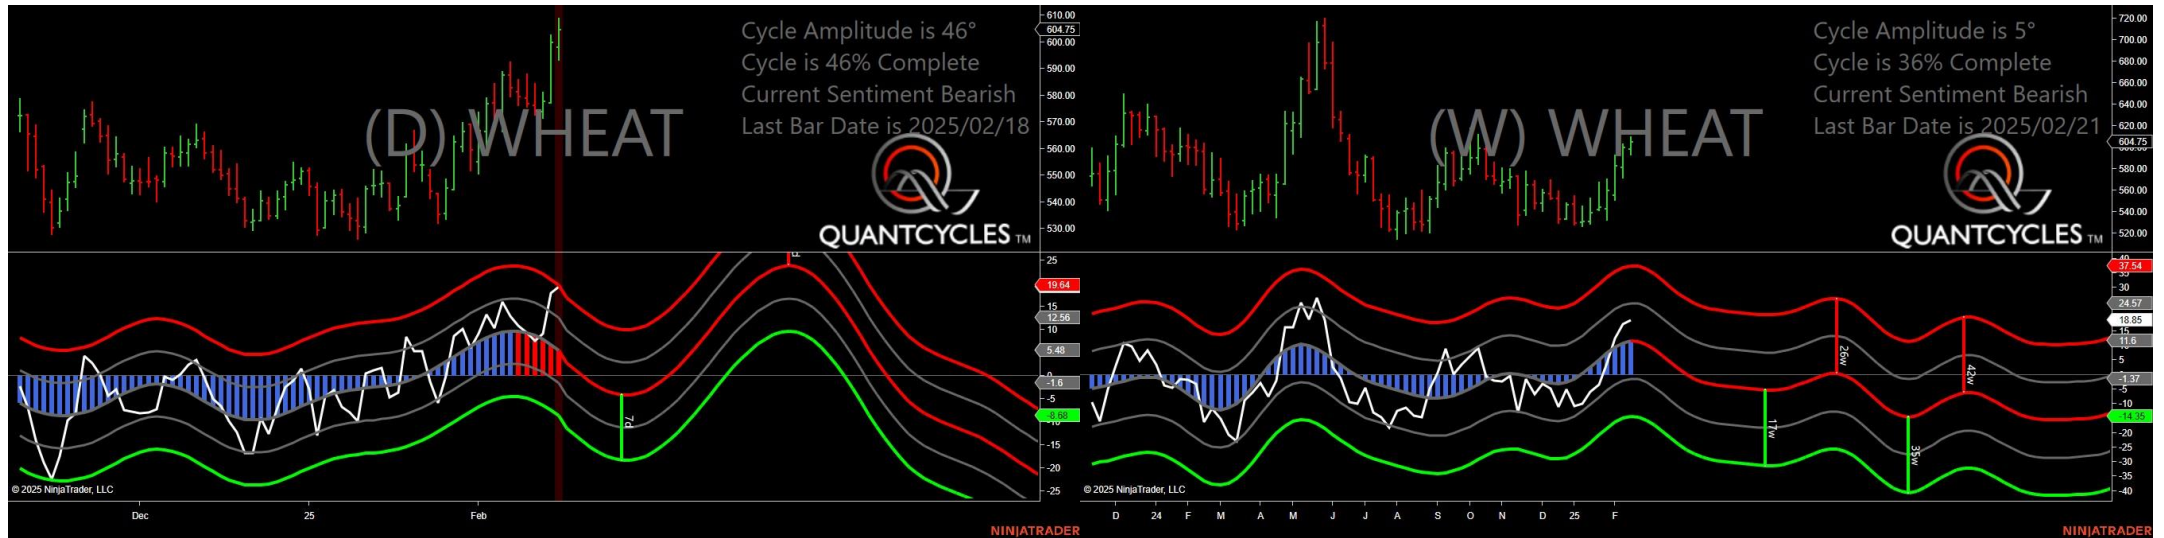 Cycle Amplitude is 46°
Cycle is 46% Complete
Current Sentiment Bearish
Last Bar Date is 2025/02/18
(D) WHEAT
QUANTCYCLES TM
610.00
604.75
600.00
590.00
580.00
570.00
560.00
550.00
540.00
530.00
25
19.64
15
12.56
10
5.48
0
-1.6
-5
-8.68
-15
-20
-25
7d
© 2025 NinjaTrader, LLC
Dec
25
Feb
NINJATRADER
Cycle Amplitude is 5°
Cycle is 36% Complete
Current Sentiment Bearish
Last Bar Date is 2025/02/21
(W) WHEAT
QUANTCYCLES TM
720.00
700.00
680.00
660.00
640.00
620.00
604.75
580.00
560.00
540.00
520.00
37.54
30
24.57
18.85
15
11.6
5
-1.37
-5
-10
-14.35
-20
-25
-30
-35
-40
26w
42w
17w
35w
© 2025 NinjaTrader, LLC
D 24 F M A M J J A S O N D 25 F
NINJATRADER